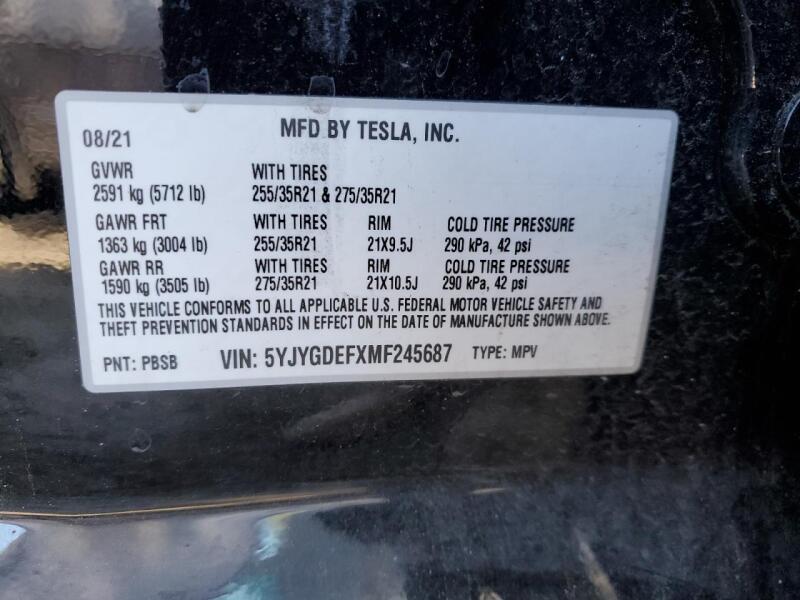 08/21 MFD BY TESLA, INC.
GVWR WITH TIRES
2591 kg (5712 lb) 255/35R21 & 275/35R21
GAWR FRT WITH TIRES RIM COLD TIRE PRESSURE
1363 kg (3004 lb) 255/35R21 21X9.5J 290 kPa, 42 psi
GAWR RR WITH TIRES RIM COLD TIRE PRESSURE
1590 kg (3505 lb) 275/35R21 21X10.5J 290 kPa, 42 psi
THIS VEHICLE CONFORMS TO ALL APPLICABLE U.S. FEDERAL MOTOR VEHICLE SAFETY AND
THEFT PREVENTION STANDARDS IN EFFECT ON THE DATE OF MANUFACTURE SHOWN ABOVE.
PNT: PBSB VIN: 5YJYGDEFXMF245687 TYPE: MPV